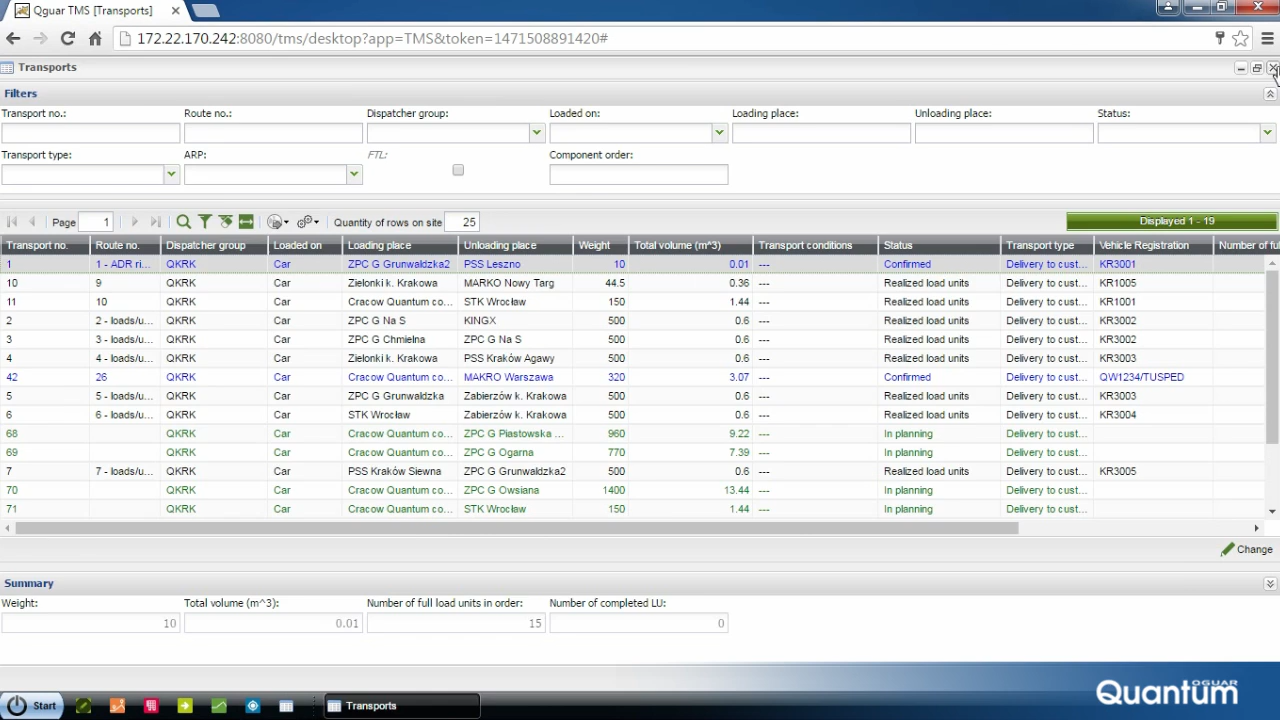 Qguar TMS [Transports]
172.22.170.242:8080/tms/desktop?app=TMS&token=1471508891420#
Transports
Filters
Transport no.: Route no.: Dispatcher group: Loaded on: Loading place: Unloading place: Status:
Transport type: ARP: FTL: Component order:
Page 1 Quantity of rows on site 25 Displayed 1 - 19
Transport no. Route no. Dispatcher group Loaded on Loading place Unloading place Weight Total volume (m^3) Transport conditions Status Transport type Vehicle Registration Number of ful
1 1 - ADR ri... QKRK Car ZPC G Grunwaldzka2 PSS Leszno 10 0.01 --- Confirmed Delivery to cust... KR3001
10 9 QKRK Car Zielonki k. Krakowa MARKO Nowy Targ 44.5 0.36 --- Realized load units Delivery to cust... KR1005
11 10 QKRK Car Cracow Quantum co... STK Wrocław 150 1.44 --- Realized load units Delivery to cust... KR1001
2 2 - loads/u... QKRK Car ZPC G Na S KINGX 500 0.6 --- Realized load units Delivery to cust... KR3002
3 3 - loads/u... QKRK Car ZPC G Chmielna ZPC G Na S 500 0.6 --- Realized load units Delivery to cust... KR3002
4 4 - loads/u... QKRK Car Zielonki k. Krakowa PSS Kraków Agawy 500 0.6 --- Realized load units Delivery to cust... KR3003
42 26 QKRK Car Cracow Quantum co... MAKRO Warszawa 320 3.07 --- Confirmed Delivery to cust... QW1234/TUSPED
5 5 - loads/u... QKRK Car ZPC G Grunwaldzka Zabierzów k. Krakowa 500 0.6 --- Realized load units Delivery to cust... KR3003
6 6 - loads/u... QKRK Car STK Wrocław Zabierzów k. Krakowa 500 0.6 --- Realized load units Delivery to cust... KR3004
68 QKRK Car Cracow Quantum co... ZPC G Piastowska ... 960 9.22 --- In planning Delivery to cust...
69 QKRK Car Cracow Quantum co... ZPC G Ogarna 770 7.39 --- In planning Delivery to cust...
7 7 - loads/u... QKRK Car PSS Kraków Siewna ZPC G Grunwaldzka2 500 0.6 --- Realized load units Delivery to cust... KR3005
70 QKRK Car Cracow Quantum co... ZPC G Owsiana 1400 13.44 --- In planning Delivery to cust...
71 QKRK Car Cracow Quantum co... STK Wrocław 150 1.44 --- In planning Delivery to cust...
Change
Summary
Weight: Total volume (m^3): Number of full load units in order: Number of completed LU:
10 0.01 15 0
Start Transports
QGUAR
Quantum